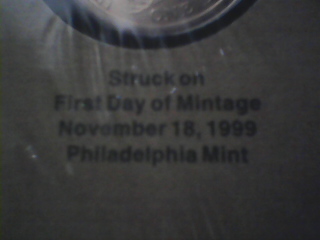 Struck on
First Day of Mintage
November 18, 1999
Philadelphia Mint